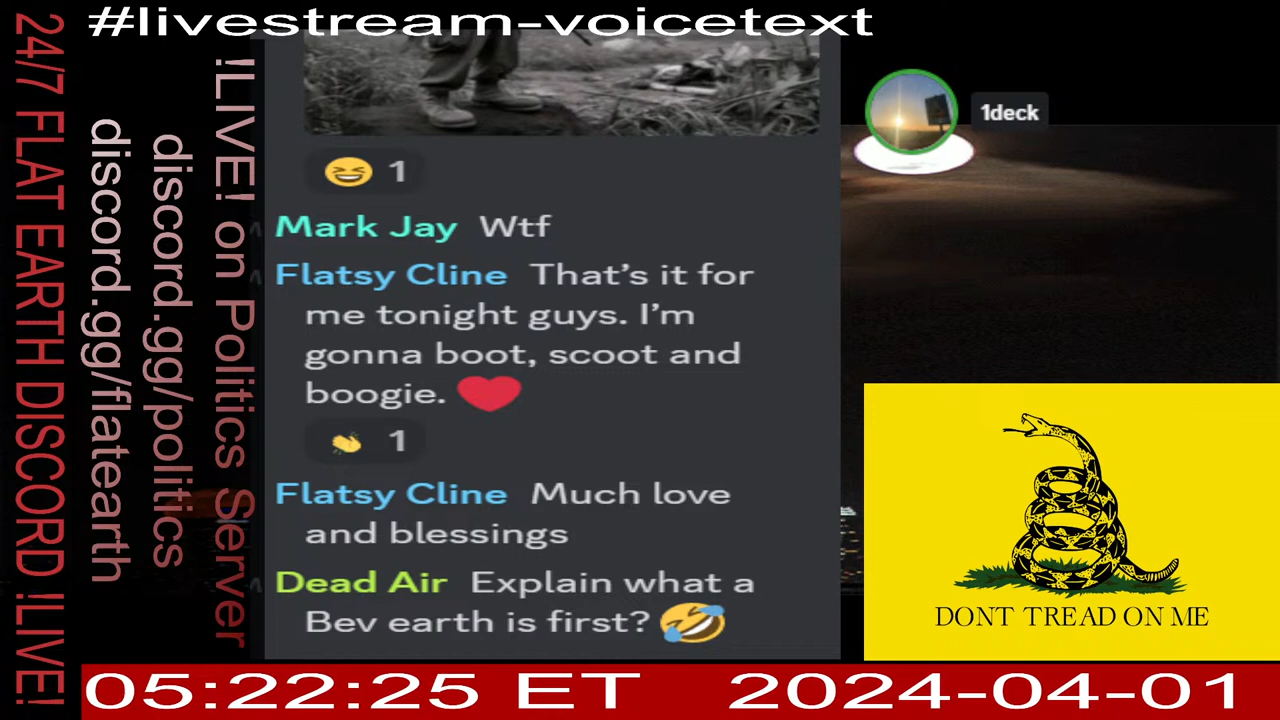 #livestream-voicetext
24/7 FLAT EARTH DISCORD !LIVE!
discord.gg/flatearth
discord.gg/politics
!LIVE! on Politics Server
1
Mark Jay Wtf
Flatsy Cline That’s it for
me tonight guys. I’m
gonna boot, scoot and
boogie. ❤️
1
Flatsy Cline Much love
and blessings
Dead Air Explain what a
Bev earth is first? 🤣
1deck
DONT TREAD ON ME
05:22:25 ET 2024-04-01